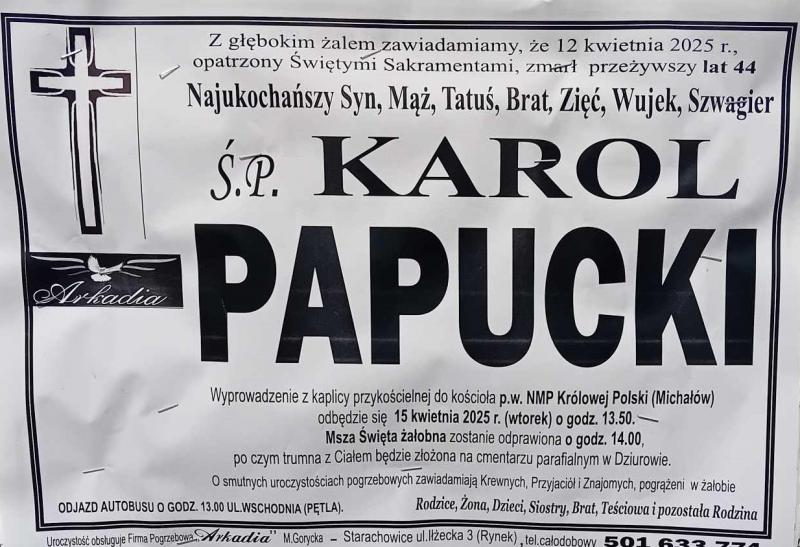 Z głębokim żalem zawiadamiamy, że 12 kwietnia 2025 r.,
opatrzony Świętymi Sakramentami, zmarł przeżywszy lat 44
Najukochańszy Syn, Mąż, Tatuś, Brat, Zięć, Wujek, Szwagier
Ś.P. KAROL
PAPUCKI
Arkadia
Wyprowadzenie z kaplicy przykościelnej do kościoła p.w. NMP Królowej Polski (Michałów)
odbędzie się 15 kwietnia 2025 r. (wtorek) o godz. 13.50.
Msza Święta żałobna zostanie odprawiona o godz. 14.00,
po czym trumna z Ciałem będzie złożona na cmentarzu parafialnym w Dziurowie.
O smutnych uroczystościach pogrzebowych zawiadamiają Krewnych, Przyjaciół i Znajomych, pogrążeni w żałobie
ODJAZD AUTOBUSU O GODZ. 13.00 UL.WSCHODNIA (PĘTLA).
Rodzice, Żona, Dzieci, Siostry, Brat, Teściowa i pozostała Rodzina
Uroczystość obsługuje Firma Pogrzebowa „Arkadia" M.Gorycka – Starachowice ul.Iłżecka 3 (Rynek), tel.całodobowy 501 633 774